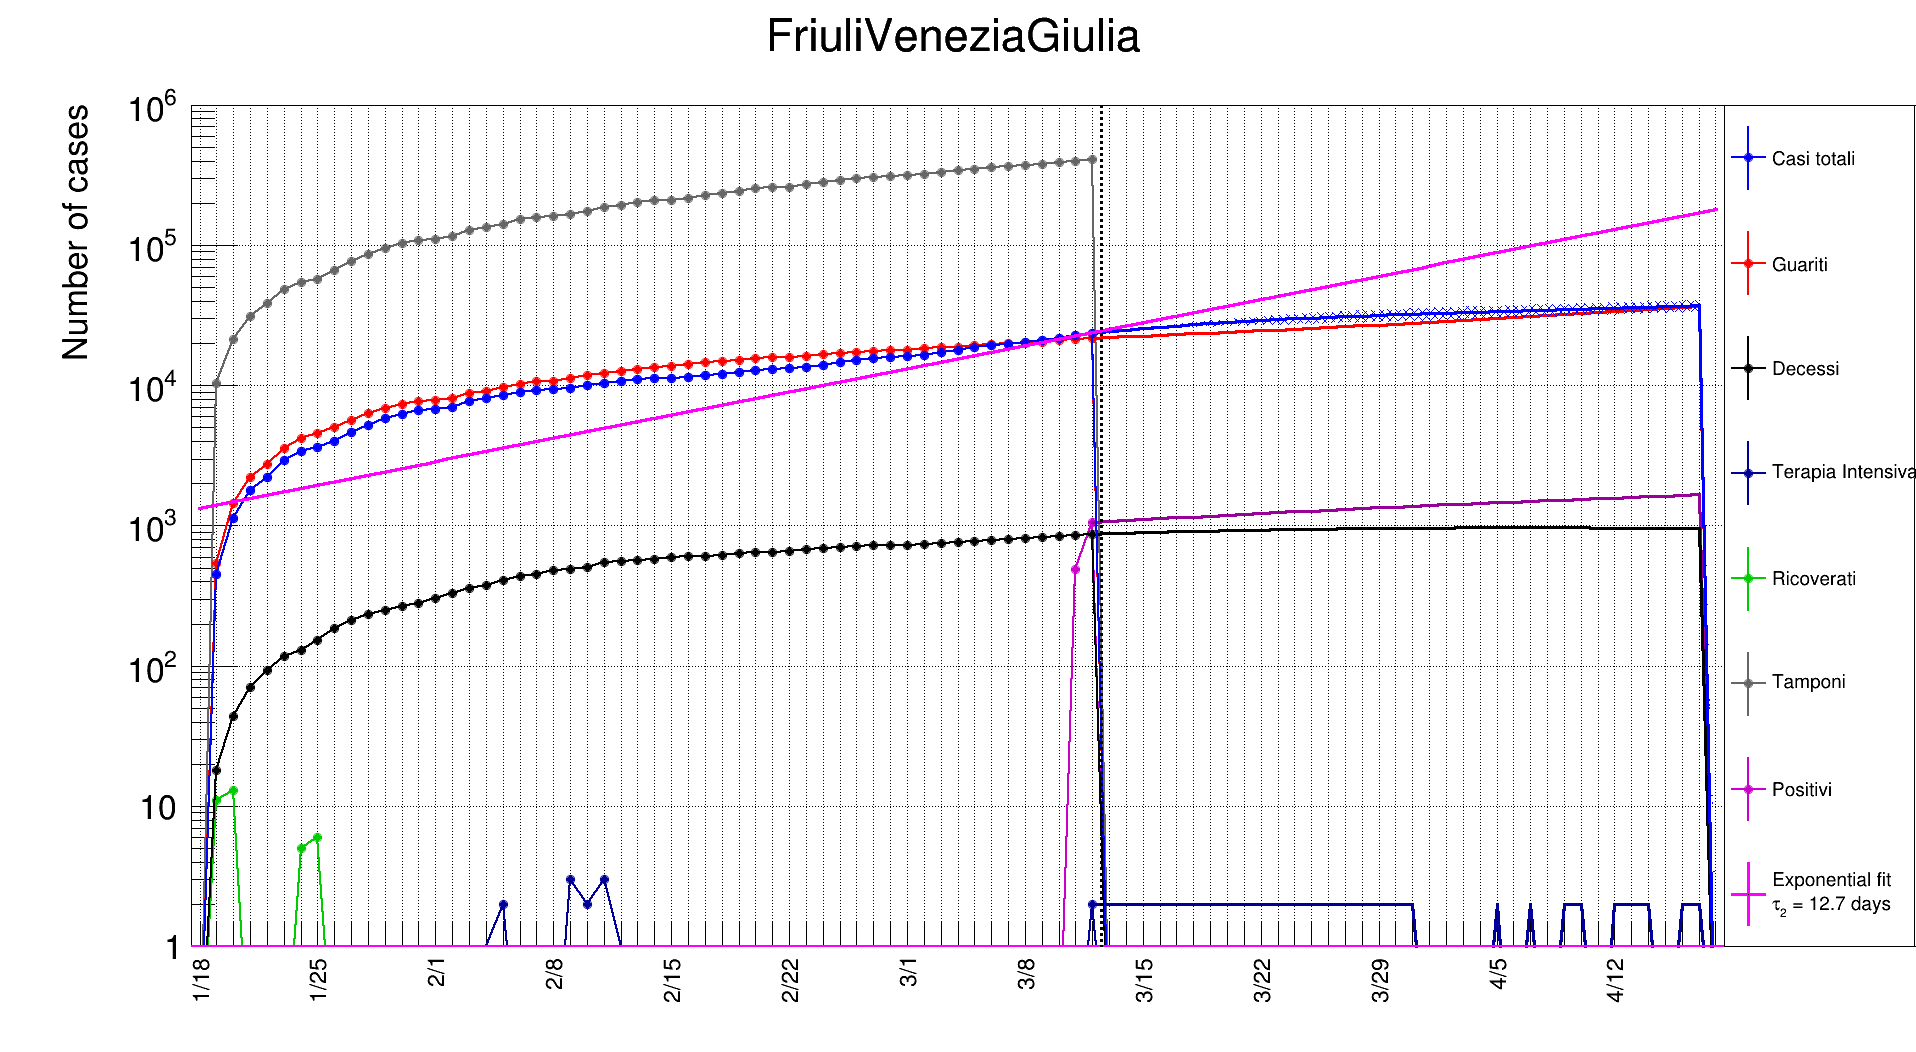 FriuliVeneziaGiulia
Number of cases
10^6
10^5
10^4
10^3
10^2
10
1
1/18
1/25
2/1
2/8
2/15
2/22
3/1
3/8
3/15
3/22
3/29
4/5
4/12
Casi totali
Guariti
Decessi
Terapia Intensiva
Ricoverati
Tamponi
Positivi
Exponential fit
τ_2 = 12.7 days